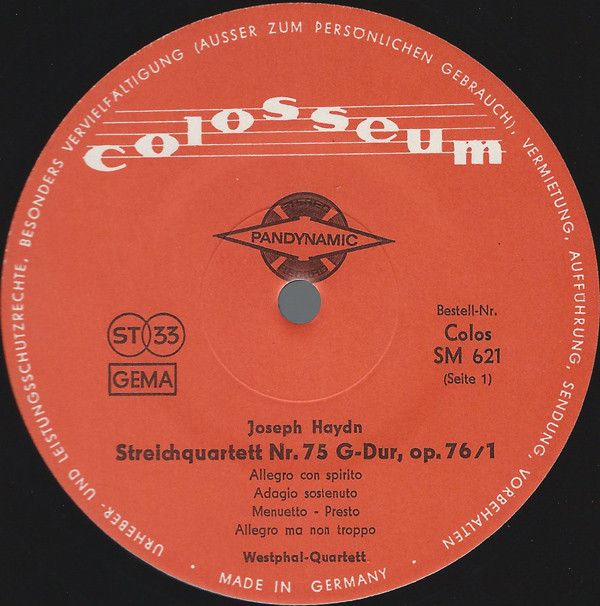 URHEBER- UND LEISTUNGSSCHUTZRECHTE, BESONDERS VERVIELFÄLTIGUNG (AUSSER ZUM PERSÖNLICHEN GEBRAUCH), VERMIETUNG, AUFFÜHRUNG, SENDUNG, VORBEHALTEN
colosseum
STEREO
PANDYNAMIC
ST 33
GEMA
Bestell-Nr.
Colos
SM 621
(Seite 1)
Joseph Haydn
Streichquartett Nr. 75 G-Dur, op. 76/1
Allegro con spirito
Adagio sostenuto
Menuetto - Presto
Allegro ma non troppo
Westphal-Quartett
• MADE IN GERMANY •